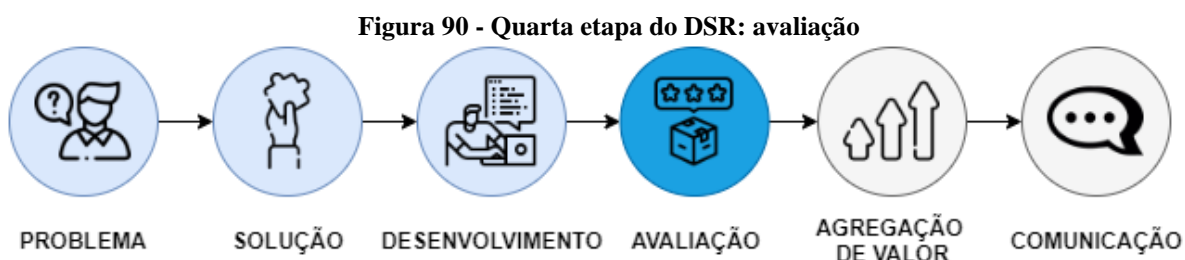 Figura 90 - Quarta etapa do DSR: avaliação
?
PROBLEMA
SOLUÇÃO
DESENVOLVIMENTO
AVALIAÇÃO
AGREGAÇÃO
DE VALOR
COMUNICAÇÃO